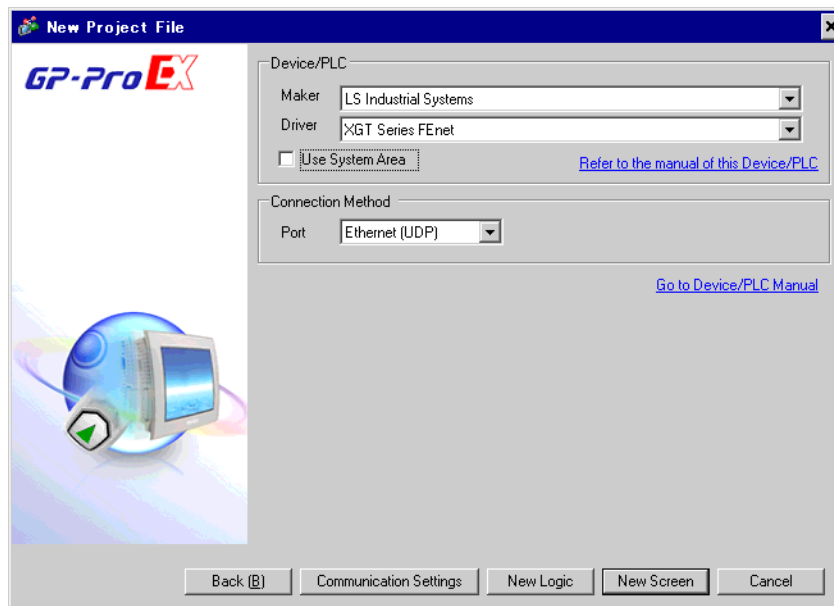 New Project File
GP-Pro EX
Device/PLC
Maker LS Industrial Systems
Driver XGT Series FEnet
Use System Area Refer to the manual of this Device/PLC
Connection Method
Port Ethernet (UDP)
Go to Device/PLC Manual
Back (B) Communication Settings New Logic New Screen Cancel